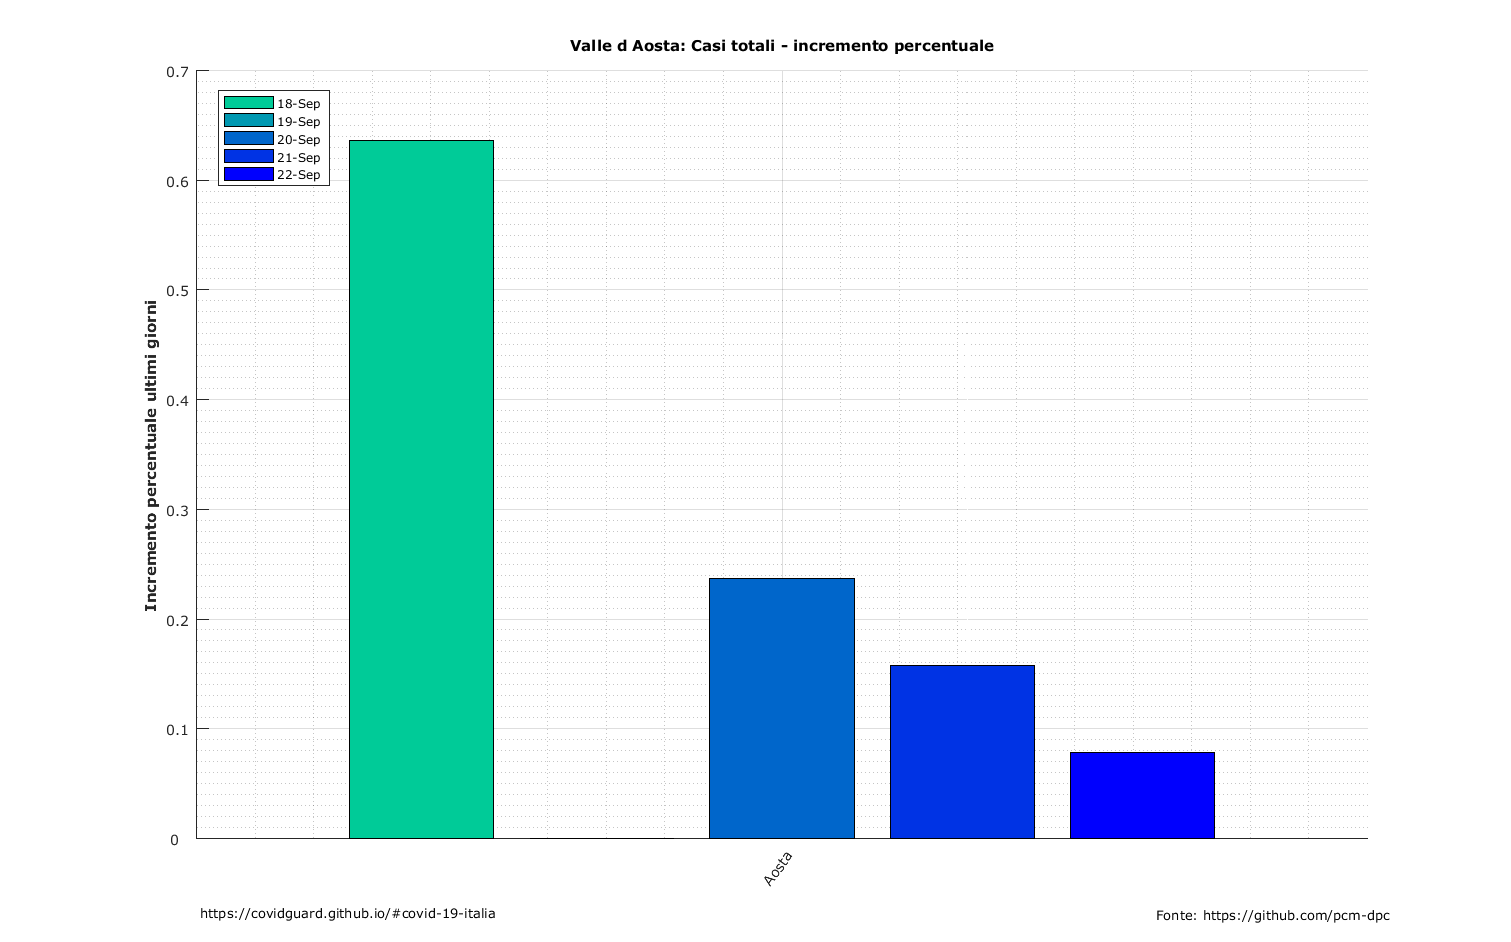 Valle d Aosta: Casi totali - incremento percentuale
0.7
0.6
0.5
0.4
0.3
0.2
0.1
0
Incremento percentuale ultimi giorni
18-Sep
19-Sep
20-Sep
21-Sep
22-Sep
Aosta
https://covidguard.github.io/#covid-19-italia
Fonte: https://github.com/pcm-dpc